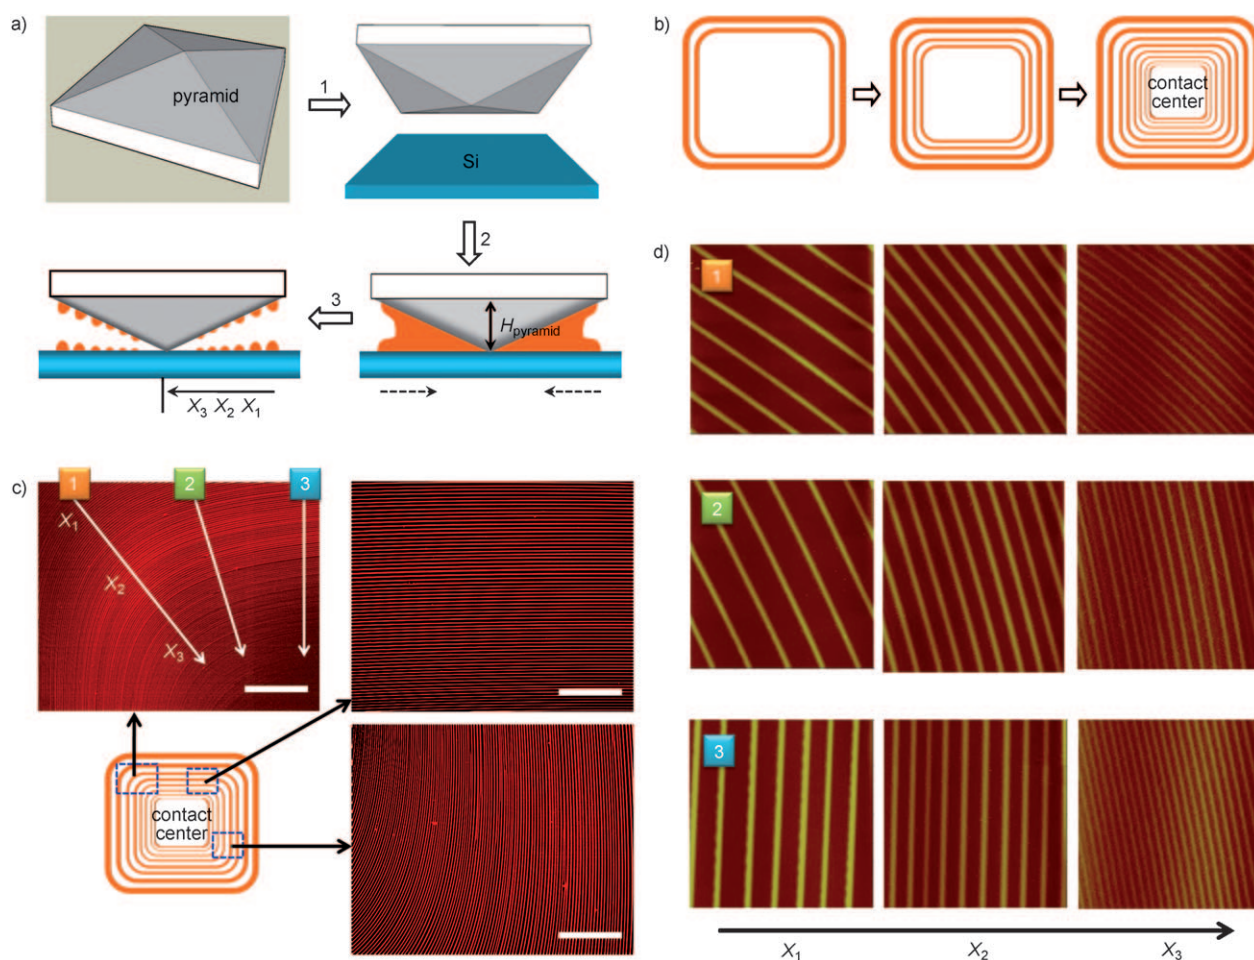 a)
pyramid
1
Si
2
3
H pyramid
X3 X2 X1
b)
contact
center
c)
1
2
3
X1
X2
X3
contact
center
d)
1
2
3
X1
X2
X3